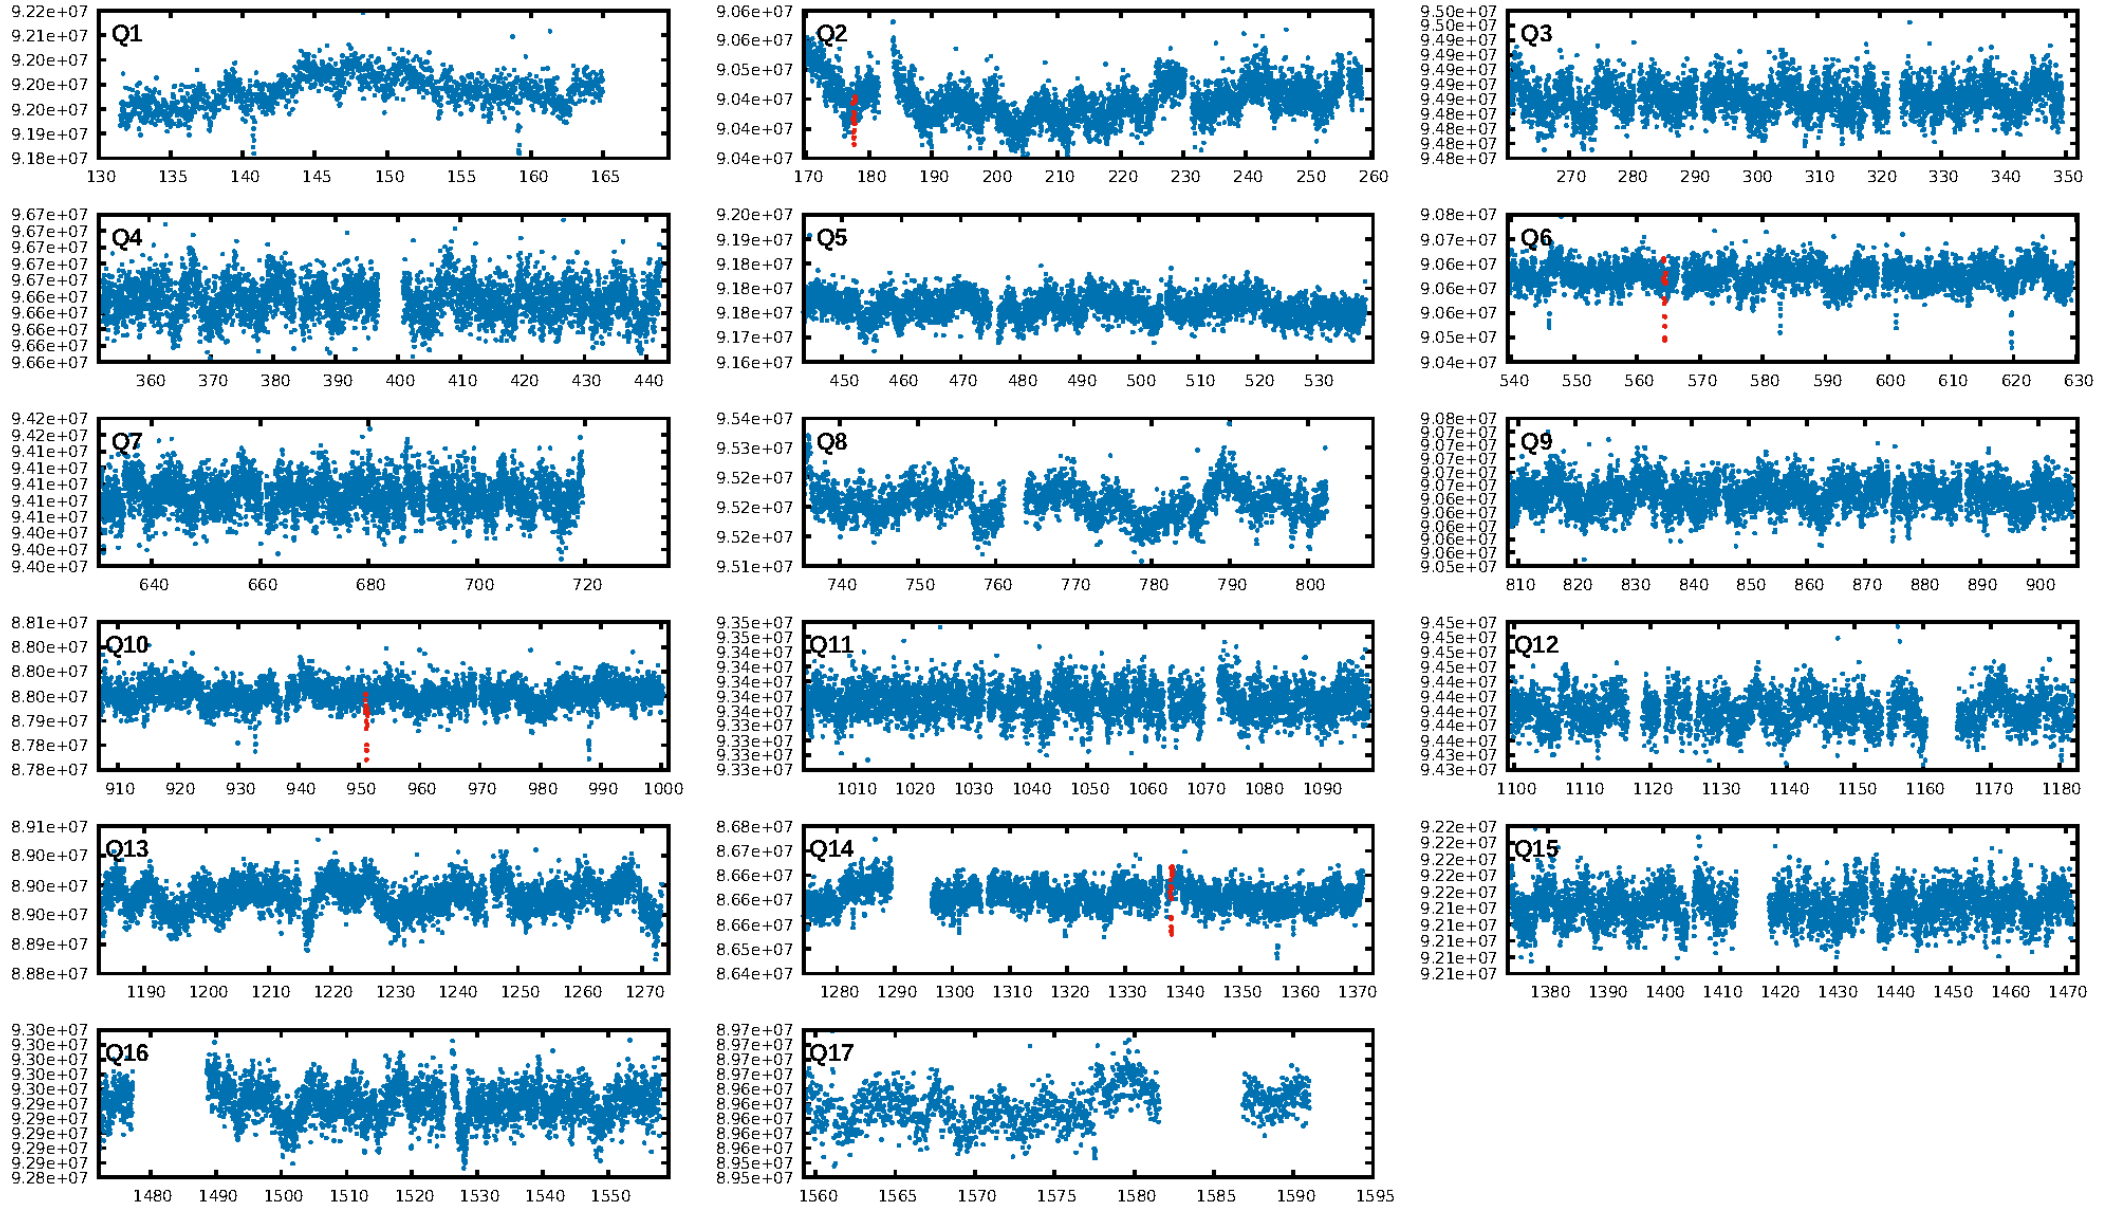 9.22e+07
9.21e+07
9.20e+07
9.20e+07
9.20e+07
9.19e+07
9.18e+07
Q1
130 135 140 145 150 155 160 165
9.06e+07
9.06e+07
9.05e+07
9.04e+07
9.04e+07
9.04e+07
Q2
170 180 190 200 210 220 230 240 250 260
9.50e+07
9.50e+07
9.49e+07
9.49e+07
9.49e+07
9.49e+07
9.49e+07
9.48e+07
9.48e+07
9.48e+07
9.48e+07
Q3
270 280 290 300 310 320 330 340 350
9.67e+07
9.67e+07
9.67e+07
9.67e+07
9.67e+07
9.66e+07
9.66e+07
9.66e+07
9.66e+07
9.66e+07
Q4
360 370 380 390 400 410 420 430 440
9.20e+07
9.19e+07
9.18e+07
9.18e+07
9.18e+07
9.17e+07
9.16e+07
Q5
450 460 470 480 490 500 510 520 530
9.08e+07
9.07e+07
9.06e+07
9.06e+07
9.06e+07
9.05e+07
9.04e+07
Q6
540 550 560 570 580 590 600 610 620 630
9.42e+07
9.42e+07
9.41e+07
9.41e+07
9.41e+07
9.41e+07
9.41e+07
9.40e+07
9.40e+07
9.40e+07
Q7
640 660 680 700 720
9.54e+07
9.53e+07
9.52e+07
9.52e+07
9.52e+07
9.51e+07
Q8
740 750 760 770 780 790 800
9.08e+07
9.07e+07
9.07e+07
9.07e+07
9.07e+07
9.07e+07
9.06e+07
9.06e+07
9.06e+07
9.06e+07
9.06e+07
9.05e+07
Q9
810 820 830 840 850 860 870 880 890 900
8.81e+07
8.80e+07
8.80e+07
8.80e+07
8.79e+07
8.78e+07
8.78e+07
Q10
910 920 930 940 950 960 970 980 990 1000
9.35e+07
9.35e+07
9.34e+07
9.34e+07
9.34e+07
9.34e+07
9.34e+07
9.33e+07
9.33e+07
9.33e+07
Q11
1010 1020 1030 1040 1050 1060 1070 1080 1090
9.45e+07
9.45e+07
9.45e+07
9.45e+07
9.44e+07
9.44e+07
9.44e+07
9.44e+07
9.44e+07
9.43e+07
9.43e+07
Q12
1100 1110 1120 1130 1140 1150 1160 1170 1180
8.91e+07
8.90e+07
8.90e+07
8.90e+07
8.89e+07
8.88e+07
Q13
1190 1200 1210 1220 1230 1240 1250 1260 1270
8.68e+07
8.67e+07
8.66e+07
8.66e+07
8.66e+07
8.65e+07
8.64e+07
Q14
1280 1290 1300 1310 1320 1330 1340 1350 1360 1370
9.22e+07
9.22e+07
9.22e+07
9.22e+07
9.22e+07
9.21e+07
9.21e+07
9.21e+07
9.21e+07
9.21e+07
Q15
1380 1390 1400 1410 1420 1430 1440 1450 1460 1470
9.30e+07
9.30e+07
9.30e+07
9.30e+07
9.30e+07
9.29e+07
9.29e+07
9.29e+07
9.29e+07
9.29e+07
9.28e+07
Q16
1480 1490 1500 1510 1520 1530 1540 1550
8.97e+07
8.97e+07
8.97e+07
8.97e+07
8.96e+07
8.96e+07
8.96e+07
8.96e+07
8.96e+07
8.95e+07
8.95e+07
Q17
1560 1565 1570 1575 1580 1585 1590 1595